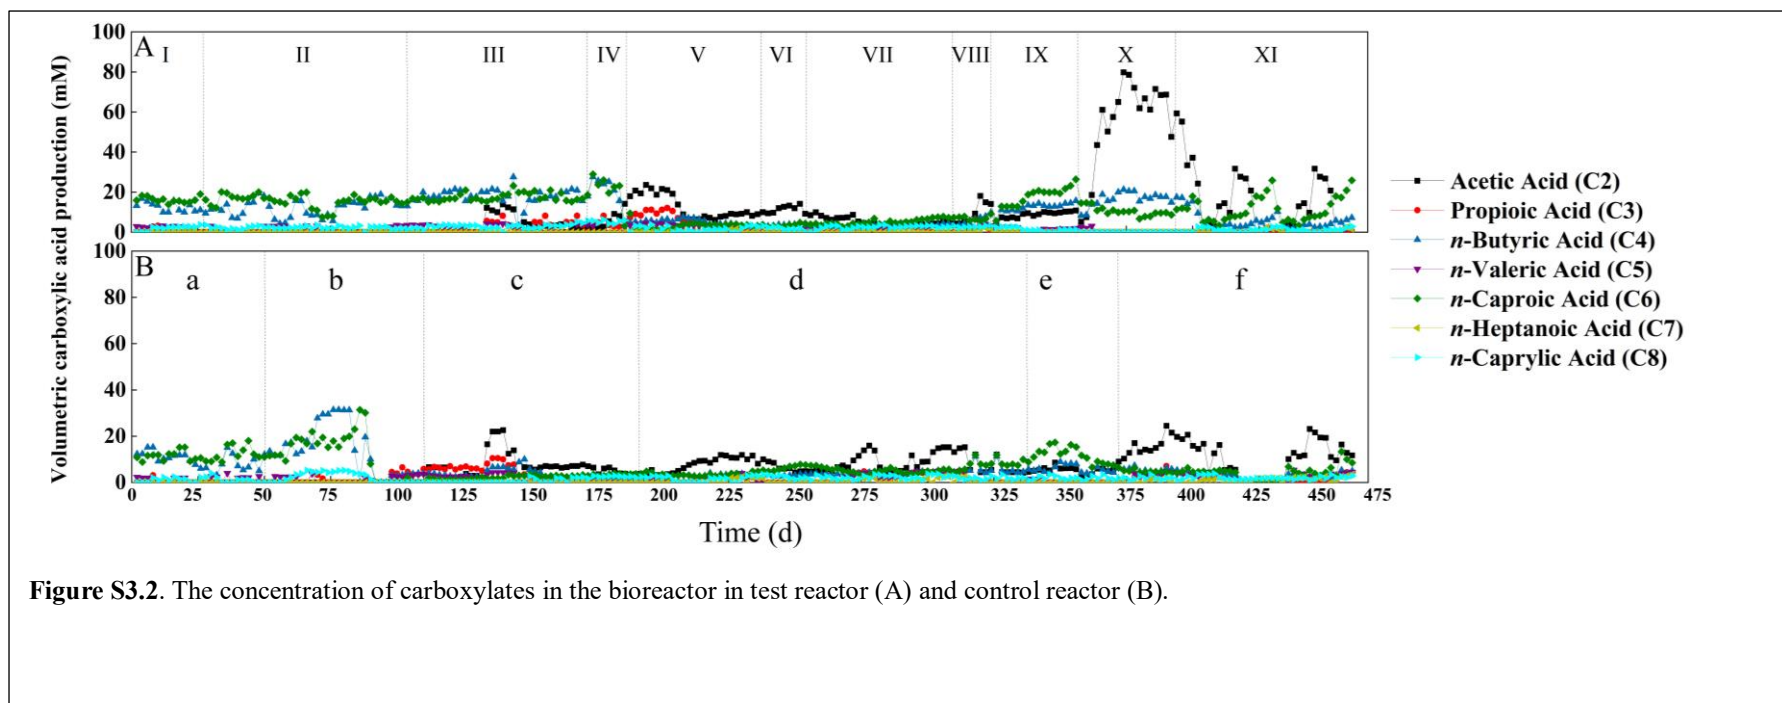 Volumetric carboxylic acid production (mM)
100
80
60
40
20
0
A
I
II
III
IV
V
VI
VII
VIII
IX
X
XI
100
80
60
40
20
0
B
a
b
c
d
e
f
0 25 50 75 100 125 150 175 200 225 250 275 300 325 350 375 400 425 450 475
Time (d)
Acetic Acid (C2)
Propioic Acid (C3)
n-Butyric Acid (C4)
n-Valeric Acid (C5)
n-Caproic Acid (C6)
n-Heptanoic Acid (C7)
n-Caprylic Acid (C8)
Figure S3.2. The concentration of carboxylates in the bioreactor in test reactor (A) and control reactor (B).